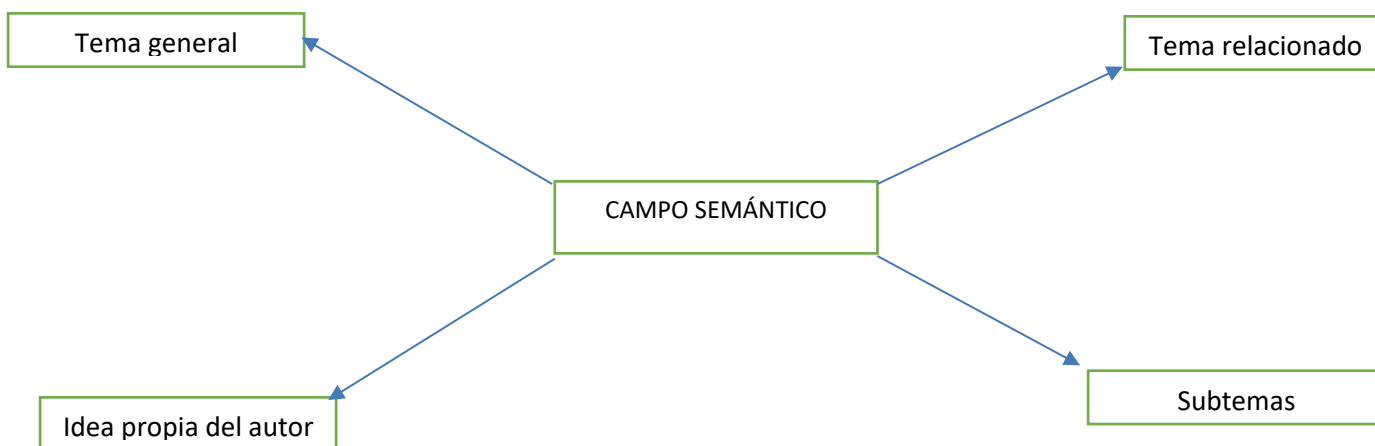 Tema general
Tema relacionado
CAMPO SEMÁNTICO
Subtemas
Idea propia del autor